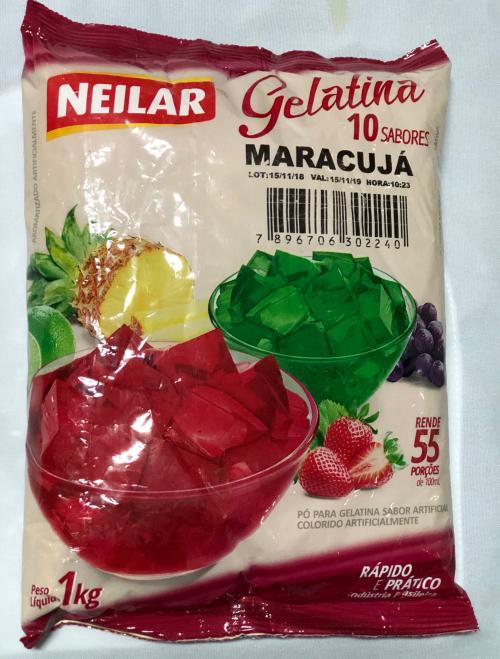 NEILAR
Gelatina
10 SABORES
MARACUJÁ
LOT:15/11/18 VAL:15/11/19 HORA:10:23
7 896706 302240
AROMATIZADO ARTIFICIALMENTE
RENDE
55
PORÇÕES
de 100mL
PÓ PARA GELATINA SABOR ARTIFICIAL
COLORIDO ARTIFICIALMENTE
Peso
Líquido 1kg
RÁPIDO
E PRÁTICO
Indústria Brasileira